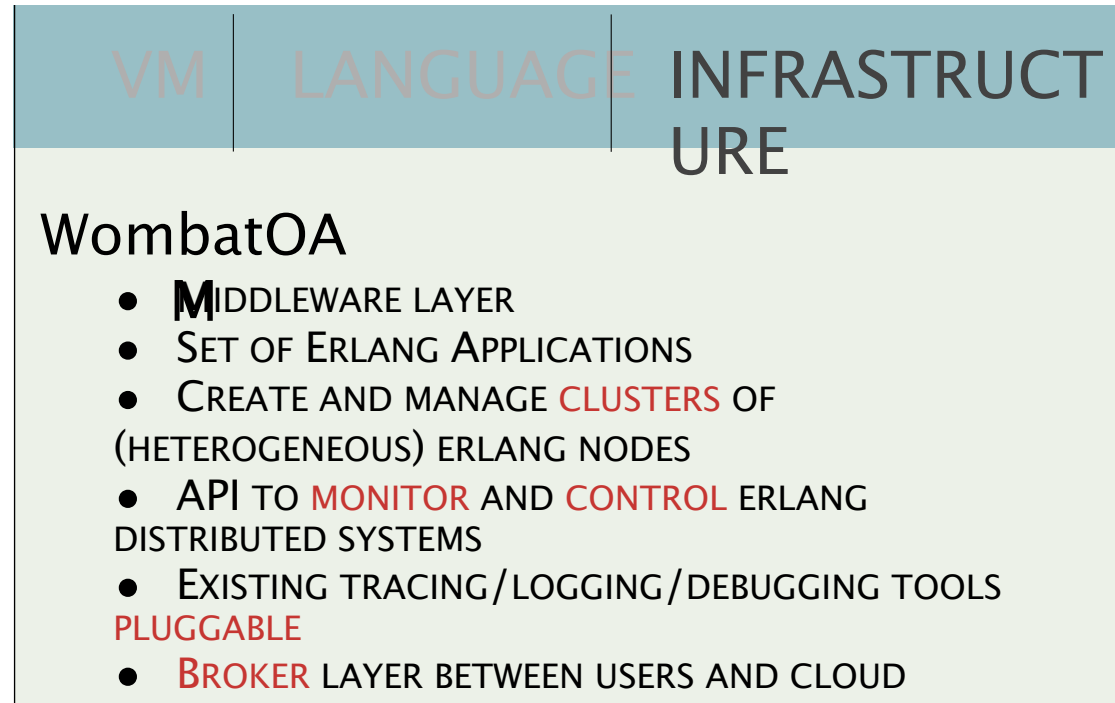 VM LANGUAGE INFRASTRUCT
URE
WombatOA
● MIDDLEWARE LAYER
● SET OF ERLANG APPLICATIONS
● CREATE AND MANAGE CLUSTERS OF
(HETEROGENEOUS) ERLANG NODES
● API TO MONITOR AND CONTROL ERLANG
DISTRIBUTED SYSTEMS
● EXISTING TRACING/LOGGING/DEBUGGING TOOLS
PLUGGABLE
● BROKER LAYER BETWEEN USERS AND CLOUD